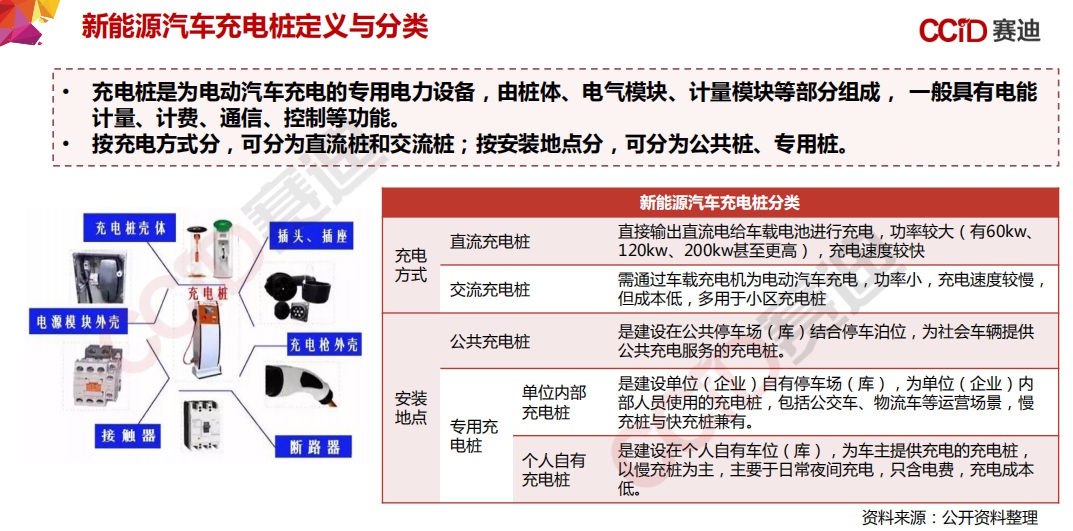 新能源汽车充电桩定义与分类
CCiD 赛迪
• 充电桩是为电动汽车充电的专用电力设备，由桩体、电气模块、计量模块等部分组成， 一般具有电能
计量、计费、通信、控制等功能。
• 按充电方式分，可分为直流桩和交流桩；按安装地点分，可分为公共桩、专用桩。
充电桩壳体
插头、插座
充电桩
电源模块外壳
充电枪外壳
接触器
断路器
新能源汽车充电桩分类
充电
方式
直流充电桩
直接输出直流电给车载电池进行充电，功率较大（有60kw、
120kw、200kw甚至更高），充电速度较快
交流充电桩
需通过车载充电机为电动汽车充电，功率小，充电速度较慢，
但成本低，多用于小区充电桩
安装
地点
公共充电桩
是建设在公共停车场（库）结合停车泊位，为社会车辆提供
公共充电服务的充电桩。
专用充
电桩
单位内部
充电桩
是建设单位（企业）自有停车场（库），为单位（企业）内
部人员使用的充电桩，包括公交车、物流车等运营场景，慢
充桩与快充桩兼有。
个人自有
充电桩
是建设在个人自有车位（库），为车主提供充电的充电桩，
以慢充桩为主，主要于日常夜间充电，只含电费，充电成本
低。
资料来源：公开资料整理
CCiD赛迪
CCiD赛迪